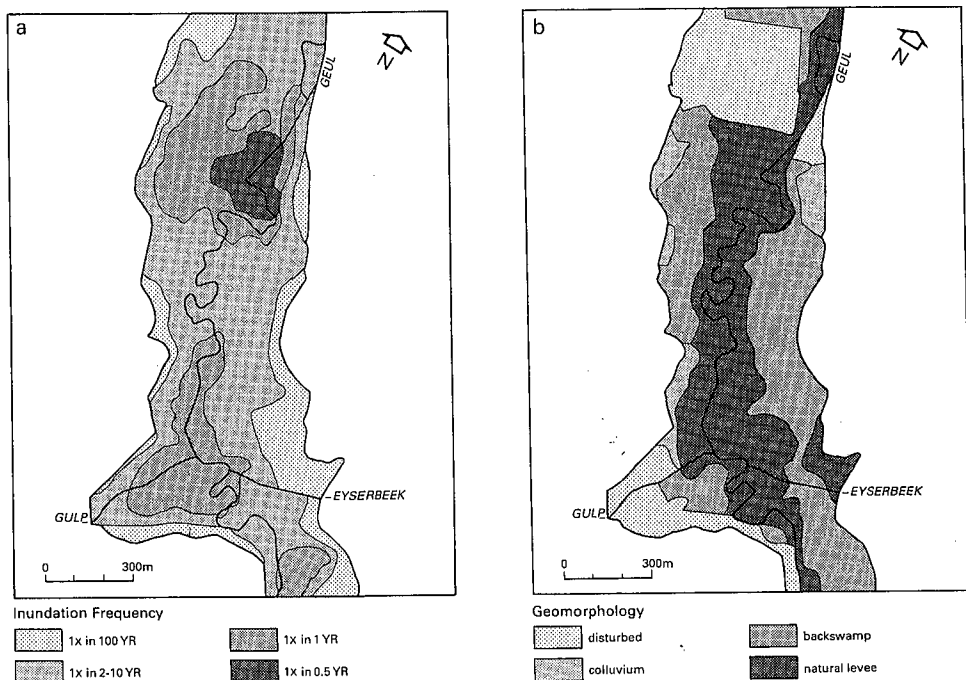 a
N
GEUL
EYSERBEEK
GULP
0 300m
Inundation Frequency
1x in 100 YR
1x in 1 YR
1x in 2-10 YR
1x in 0.5 YR
b
N
GEUL
EYSERBEEK
GULP
0 300m
Geomorphology
disturbed
backswamp
colluvium
natural levee